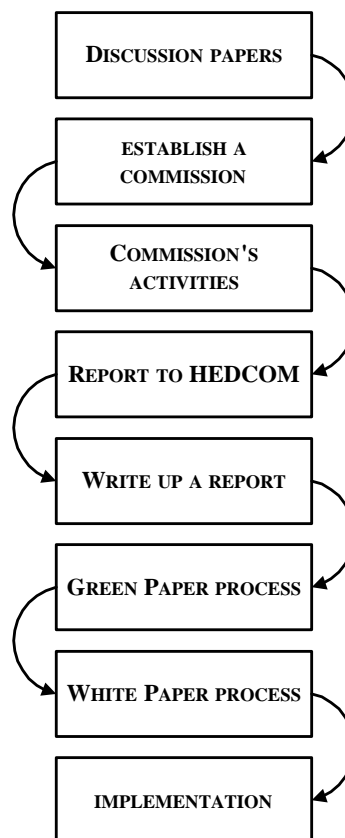 DISCUSSION PAPERS
ESTABLISH A
COMMISSION
COMMISSION'S
ACTIVITIES
REPORT TO HEDCOM
WRITE UP A REPORT
GREEN PAPER PROCESS
WHITE PAPER PROCESS
IMPLEMENTATION